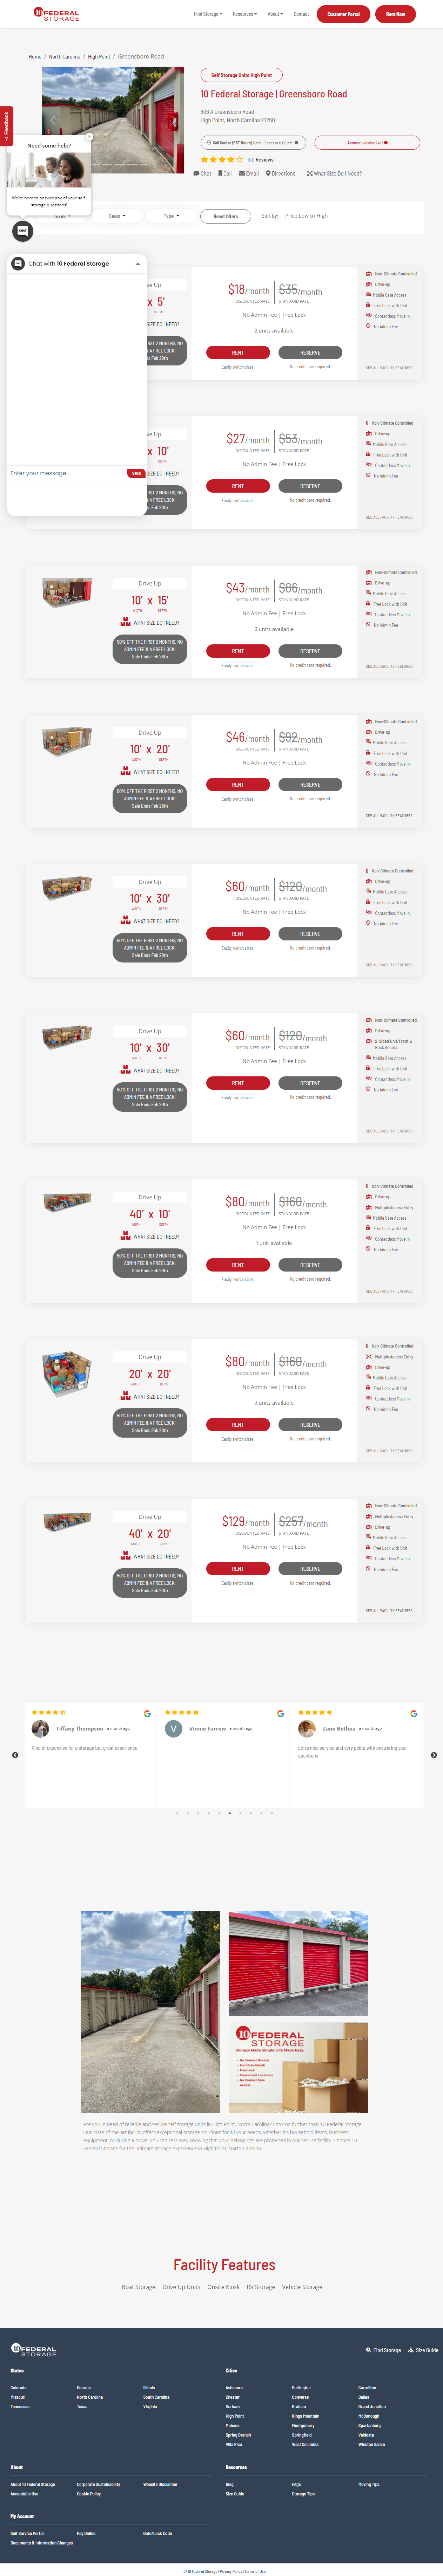 10 FEDERAL STORAGE
Find Storage
Resources
About
Contact
Customer Portal
Rent Now
Home / North Carolina / High Point / Greensboro Road
Self Storage Units High Point
10 Federal Storage | Greensboro Road
High Point, North Carolina 27260
Feedback
Need some help?
We're here to answer any of your self-storage questions!
CHAT
Call Center (EST Hours)
Access Available 24/7
Reviews
Chat
Call
Email
Directions
What Size Do I Need?
Sizes
Deals
Type
Reset filters
Sort by:
Price Low to High
Chat with 10 Federal Storage
Enter your message...
Send
x 5'
DEPTH
$18/month
DISCOUNTED RATE
$35/month
STANDARD RATE
No Admin Fee | Free Lock
2 units available
RENT
RESERVE
Easily switch sizes.
No credit card required.
Non-Climate Controlled
Drive-up
Mobile Gate Access
Free Lock with Unit
Contactless Move In
No Admin Fee
SEE ALL FACILITY FEATURES
x 10'
DEPTH
$27/month
DISCOUNTED RATE
$53/month
STANDARD RATE
No Admin Fee | Free Lock
RENT
RESERVE
Easily switch sizes.
No credit card required.
Non-Climate Controlled
Drive-up
Mobile Gate Access
Free Lock with Unit
Contactless Move In
No Admin Fee
SEE ALL FACILITY FEATURES
Drive Up
10' x 15'
WIDTH DEPTH
WHAT SIZE DO I NEED?
50% OFF THE FIRST 2 MONTHS, NO
ADMIN FEE & A FREE LOCK!
Sale Ends Feb 28th
$43/month
DISCOUNTED RATE
$86/month
STANDARD RATE
No Admin Fee | Free Lock
2 units available
RENT
RESERVE
Easily switch sizes.
No credit card required.
Non-Climate Controlled
Drive-up
Mobile Gate Access
Free Lock with Unit
Contactless Move In
No Admin Fee
SEE ALL FACILITY FEATURES
Drive Up
10' x 20'
WIDTH DEPTH
WHAT SIZE DO I NEED?
50% OFF THE FIRST 2 MONTHS, NO
ADMIN FEE & A FREE LOCK!
Sale Ends Feb 28th
$46/month
DISCOUNTED RATE
$92/month
STANDARD RATE
No Admin Fee | Free Lock
RENT
RESERVE
Easily switch sizes.
No credit card required.
Non-Climate Controlled
Drive-up
Mobile Gate Access
Free Lock with Unit
Contactless Move In
No Admin Fee
SEE ALL FACILITY FEATURES
Drive Up
10' x 30'
WIDTH DEPTH
WHAT SIZE DO I NEED?
50% OFF THE FIRST 2 MONTHS, NO
ADMIN FEE & A FREE LOCK!
Sale Ends Feb 28th
$60/month
DISCOUNTED RATE
$120/month
STANDARD RATE
No Admin Fee | Free Lock
RENT
RESERVE
Easily switch sizes.
No credit card required.
Non-Climate Controlled
Drive-up
Mobile Gate Access
Free Lock with Unit
Contactless Move In
No Admin Fee
SEE ALL FACILITY FEATURES
Drive Up
10' x 30'
WIDTH DEPTH
WHAT SIZE DO I NEED?
50% OFF THE FIRST 2 MONTHS, NO
ADMIN FEE & A FREE LOCK!
Sale Ends Feb 28th
$60/month
DISCOUNTED RATE
$120/month
STANDARD RATE
No Admin Fee | Free Lock
RENT
RESERVE
Easily switch sizes.
No credit card required.
Non-Climate Controlled
Drive-up
2-Sided Unit/Front &
Back Access
Mobile Gate Access
Free Lock with Unit
Contactless Move In
No Admin Fee
SEE ALL FACILITY FEATURES
Drive Up
40' x 10'
WIDTH DEPTH
WHAT SIZE DO I NEED?
50% OFF THE FIRST 2 MONTHS, NO
ADMIN FEE & A FREE LOCK!
Sale Ends Feb 28th
$80/month
DISCOUNTED RATE
$160/month
STANDARD RATE
No Admin Fee | Free Lock
1 unit available
RENT
RESERVE
Easily switch sizes.
No credit card required.
Non-Climate Controlled
Drive-up
Multiple Access Entry
Mobile Gate Access
Free Lock with Unit
Contactless Move In
No Admin Fee
SEE ALL FACILITY FEATURES
Drive Up
20' x 20'
WIDTH DEPTH
WHAT SIZE DO I NEED?
50% OFF THE FIRST 2 MONTHS, NO
ADMIN FEE & A FREE LOCK!
Sale Ends Feb 28th
$80/month
DISCOUNTED RATE
$160/month
STANDARD RATE
No Admin Fee | Free Lock
3 units available
RENT
RESERVE
Easily switch sizes.
No credit card required.
Non-Climate Controlled
Multiple Access Entry
Drive-up
Mobile Gate Access
Free Lock with Unit
Contactless Move In
No Admin Fee
SEE ALL FACILITY FEATURES
Drive Up
40' x 20'
WIDTH DEPTH
WHAT SIZE DO I NEED?
50% OFF THE FIRST 2 MONTHS, NO
ADMIN FEE & A FREE LOCK!
Sale Ends Feb 28th
$129/month
DISCOUNTED RATE
$257/month
STANDARD RATE
No Admin Fee | Free Lock
RENT
RESERVE
Easily switch sizes.
No credit card required.
Non-Climate Controlled
Multiple Access Entry
Drive-up
Mobile Gate Access
Free Lock with Unit
Contactless Move In
No Admin Fee
SEE ALL FACILITY FEATURES
Tiffany Thompson a month ago
Kind of expensive for a storage but great experience
V
Vinnie Farrow a month ago
Zane Bethea a month ago
Extra nice service,and very polite with answering your
questions
10 FEDERAL STORAGE
Storage Made Simple. Month-To-Month Made Easy.
No Contact Rentals
Month-To-Month
Free Lock
Convenient Locations
No Contact Gate Access
Are you in need of reliable and secure self storage units in High Point, North Carolina? Look no further than 10 Federal Storage.
Our state-of-the-art facility offers exceptional storage solutions for all your needs, whether it's household items, business
equipment, or during a move. You can rest easy knowing that your belongings are protected in our secure facility. Choose 10
Federal Storage for the ultimate storage experience in High Point, North Carolina.
Facility Features
Boat Storage Drive Up Units Onsite Kiosk RV Storage Vehicle Storage
10 FEDERAL STORAGE
Find Storage
Size Guide
States
Colorado Georgia Illinois
Missouri North Carolina South Carolina
Tennessee Texas Virginia
Cities
Asheboro Burlington Carrollton
Chester Converse Dallas
Durham Graham Grand Junction
High Point Kings Mountain McDonough
Mebane Montgomery Spartanburg
Spring Branch Springfield Valdosta
Villa Rica West Columbia Winston Salem
About
About 10 Federal Storage Corporate Sustainability Website Disclaimer
Acceptable Use Cookie Policy
Resources
Blog FAQs Moving Tips
Size Guide Storage Tips
My Account
Self Service Portal Pay Online Gate/Lock Code
Documents & Information Changes
© 10 Federal Storage | Privacy Policy | Terms of Use